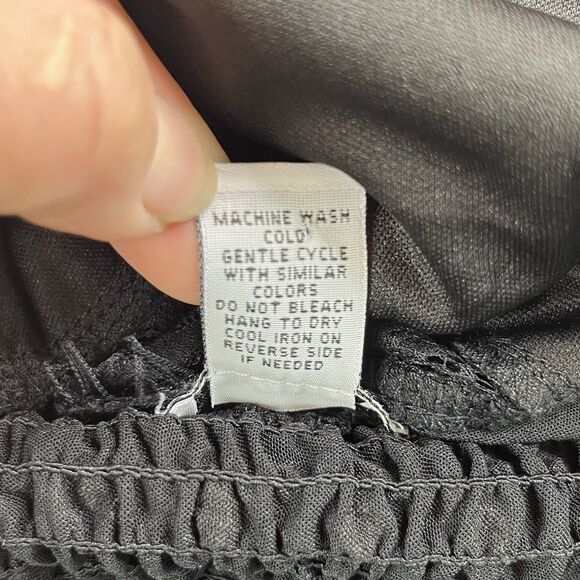 MACHINE WASH
COLD
GENTLE CYCLE
WITH SIMILAR
COLORS
DO NOT BLEACH
HANG TO DRY
COOL IRON ON
REVERSE SIDE
IF NEEDED